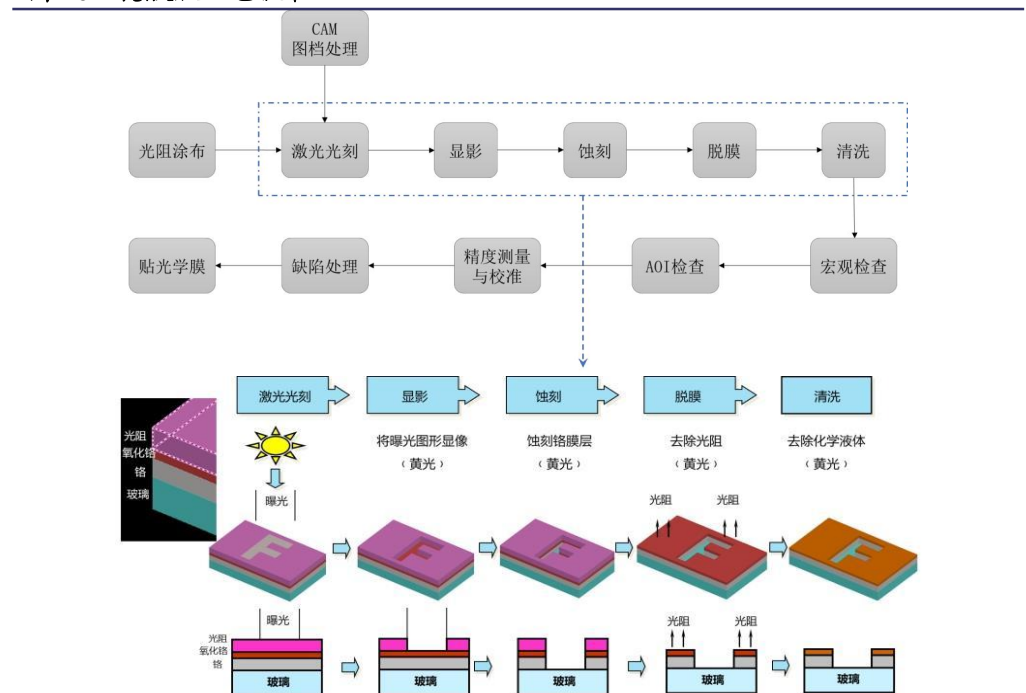 CAM
图档处理
光阻涂布
激光光刻
显影
蚀刻
脱膜
清洗
贴光学膜
缺陷处理
精度测量
与校准
AOI检查
宏观检查
激光光刻
显影
蚀刻
脱膜
清洗
将曝光图形显像
(黄光)
蚀刻铬膜层
(黄光)
去除光阻
(黄光)
去除化学液体
(黄光)
光阻
氧化铬
铬
玻璃
曝光
光阻
光阻
曝光
光阻
光阻
光阻
氧化铬
铬
玻璃
玻璃
玻璃
玻璃
玻璃